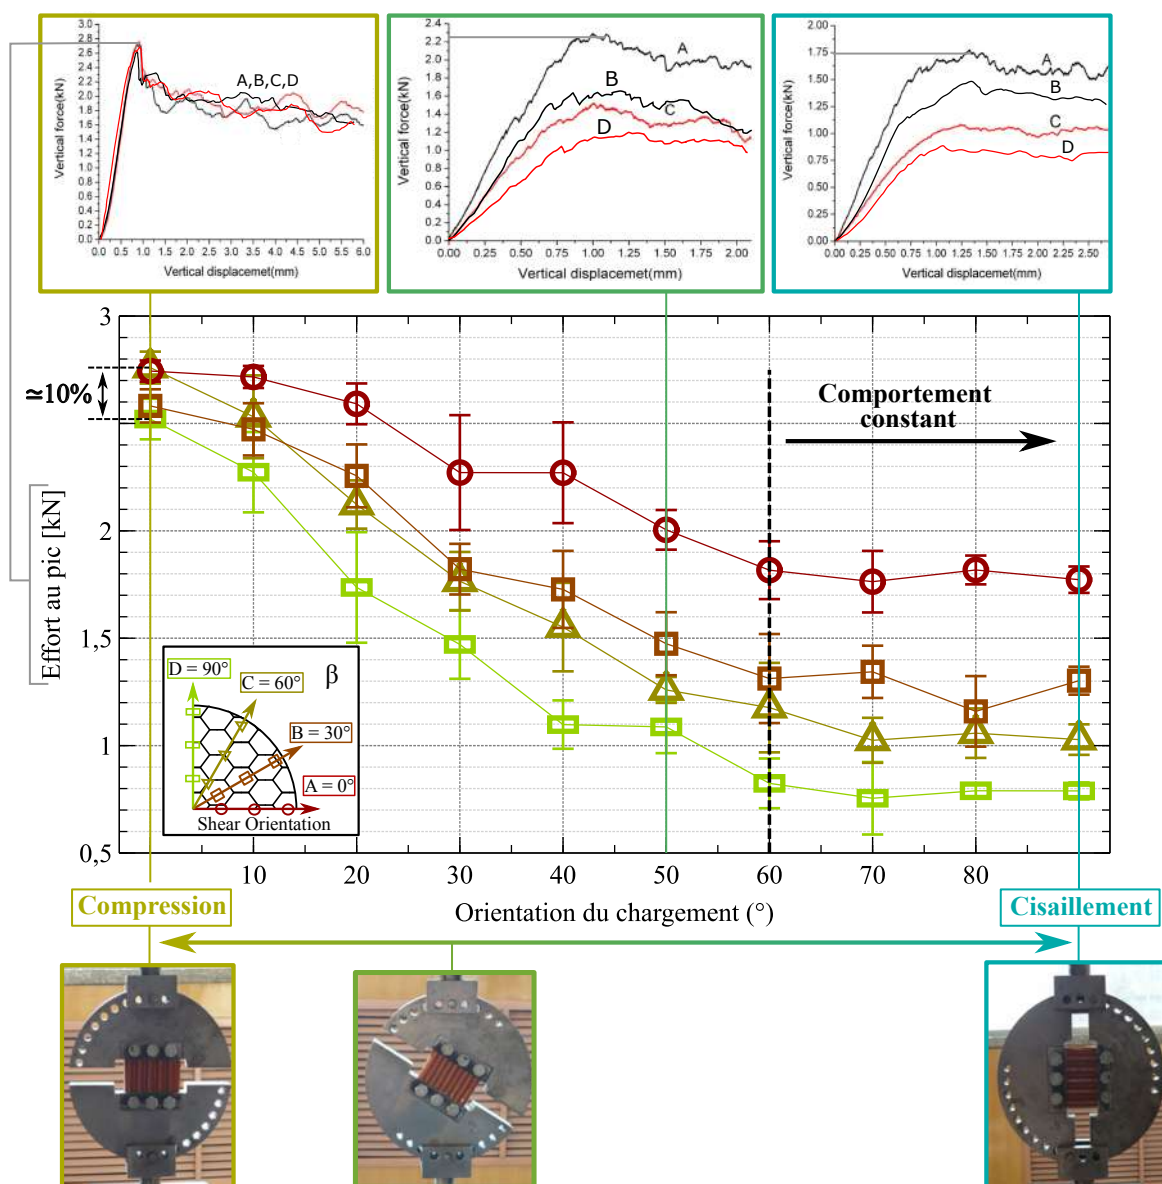 3.0
2.8
2.6
2.4
2.2
2.0
1.8
1.6
1.4
1.2
1.0
0.8
0.6
0.4
0.2
0.0
Vertical force(kN)
A,B,C,D
0.0 0.5 1.0 1.5 2.0 2.5 3.0 3.5 4.0 4.5 5.0 5.5 6.0
Vertical displacemet(mm)
2.4
2.2
2.0
1.8
1.6
1.4
1.2
1.0
0.8
0.6
0.4
0.2
0.0
Vertical force(kN)
A
B
C
D
0.00 0.25 0.50 0.75 1.00 1.25 1.50 1.75 2.00
Vertical displacemet(mm)
2.00
1.75
1.50
1.25
1.00
0.75
0.50
0.25
0.00
Vertical force(kN)
A
B
C
D
0.00 0.25 0.50 0.75 1.00 1.25 1.50 1.75 2.00 2.25 2.50
Vertical displacemet(mm)
3
≃10%
2
1,5
1
0,5
Effort au pic [kN]
Comportement
constant
D = 90°
C = 60°
β
B = 30°
A = 0°
Shear Orientation
10 20 30 40 50 60 70 80
Orientation du chargement (°)
Compression
Cisaillement